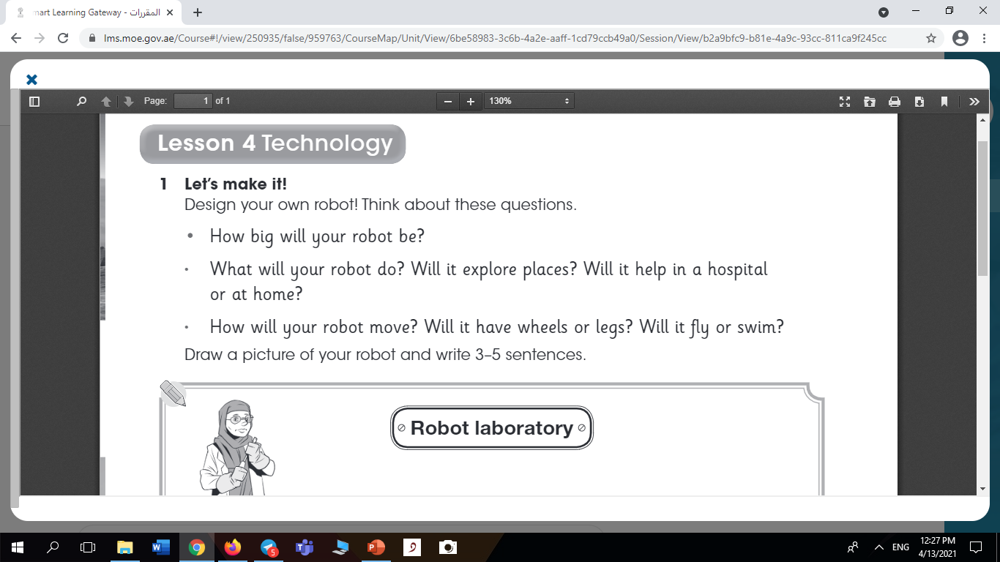 mart Learning Gateway - المقررات
lms.moe.gov.ae/Course#!/view/250935/false/959763/CourseMap/Unit/View/6be58983-3c6b-4a2e-aaff-1cd79ccb49a0/Session/View/b2a9bfc9-b81e-4a9c-93cc-811ca9f245cc
Page: 1 of 1
130%
Lesson 4 Technology
1 Let's make it!
Design your own robot! Think about these questions.
• How big will your robot be?
• What will your robot do? Will it explore places? Will it help in a hospital
or at home?
• How will your robot move? Will it have wheels or legs? Will it fly or swim?
Draw a picture of your robot and write 3–5 sentences.
Robot laboratory
5
ENG
12:27 PM
4/13/2021